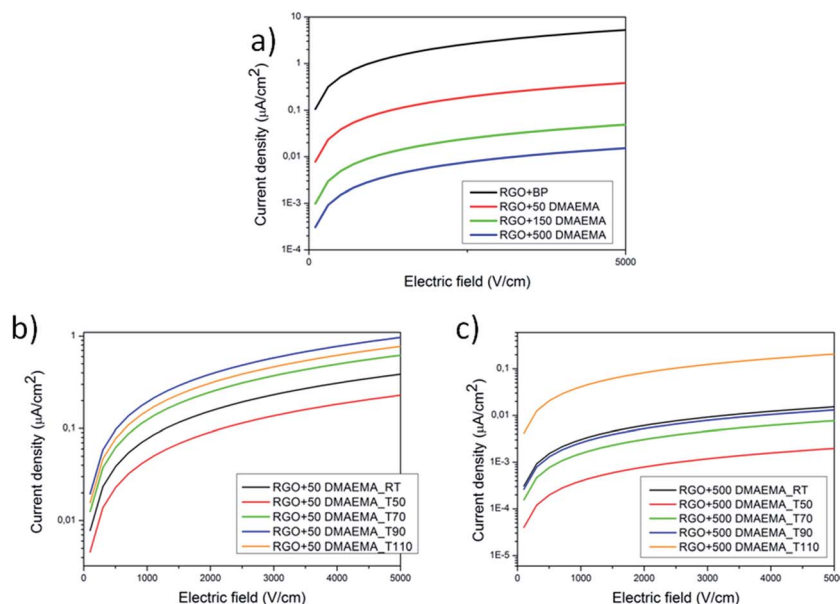 a)
Current density (μA/cm²)
10
1
0,1
0,01
1E-3
1E-4
0
5000
Electric field (V/cm)
RGO+BP
RGO+50 DMAEMA
RGO+150 DMAEMA
RGO+500 DMAEMA
b)
Current density (μA/cm²)
1
0,1
0,01
0 1000 2000 3000 4000 5000
Electric field (V/cm)
RGO+50 DMAEMA_RT
RGO+50 DMAEMA_T50
RGO+50 DMAEMA_T70
RGO+50 DMAEMA_T90
RGO+50 DMAEMA_T110
c)
Current density (μA/cm²)
0,1
0,01
1E-3
1E-4
1E-5
0 1000 2000 3000 4000 5000
Electric field (V/cm)
RGO+500 DMAEMA_RT
RGO+500 DMAEMA_T50
RGO+500 DMAEMA_T70
RGO+500 DMAEMA_T90
RGO+500 DMAEMA_T110